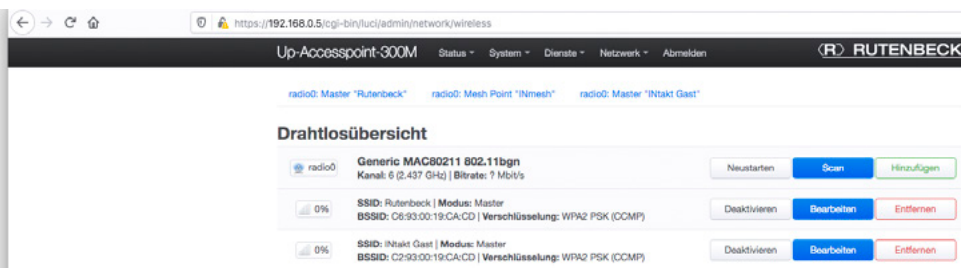 https://192.168.0.5/cgi-bin/luci/admin/network/wireless
Up-Accesspoint-300M Status System Dienste Netzwerk Abmelden (R) RUTENBECK
radio0: Master "Rutenbeck" radio0: Mesh Point "INmesh" radio0: Master "INtakt Gast"
Drahtlosübersicht
radio0 Generic MAC80211 802.11bgn Neustarten Scan Hinzufügen
Kanal: 6 (2.437 GHz) | Bitrate: ? Mbit/s
SSID: Rutenbeck | Modus: Master
0% Deaktivieren Bearbeiten Entfernen
BSSID: C6:93:00:19:CA:CD | Verschlüsselung: WPA2 PSK (CCMP)
SSID: INtakt Gast | Modus: Master
0% Deaktivieren Bearbeiten Entfernen
BSSID: C2:93:00:19:CA:CD | Verschlüsselung: WPA2 PSK (CCMP)